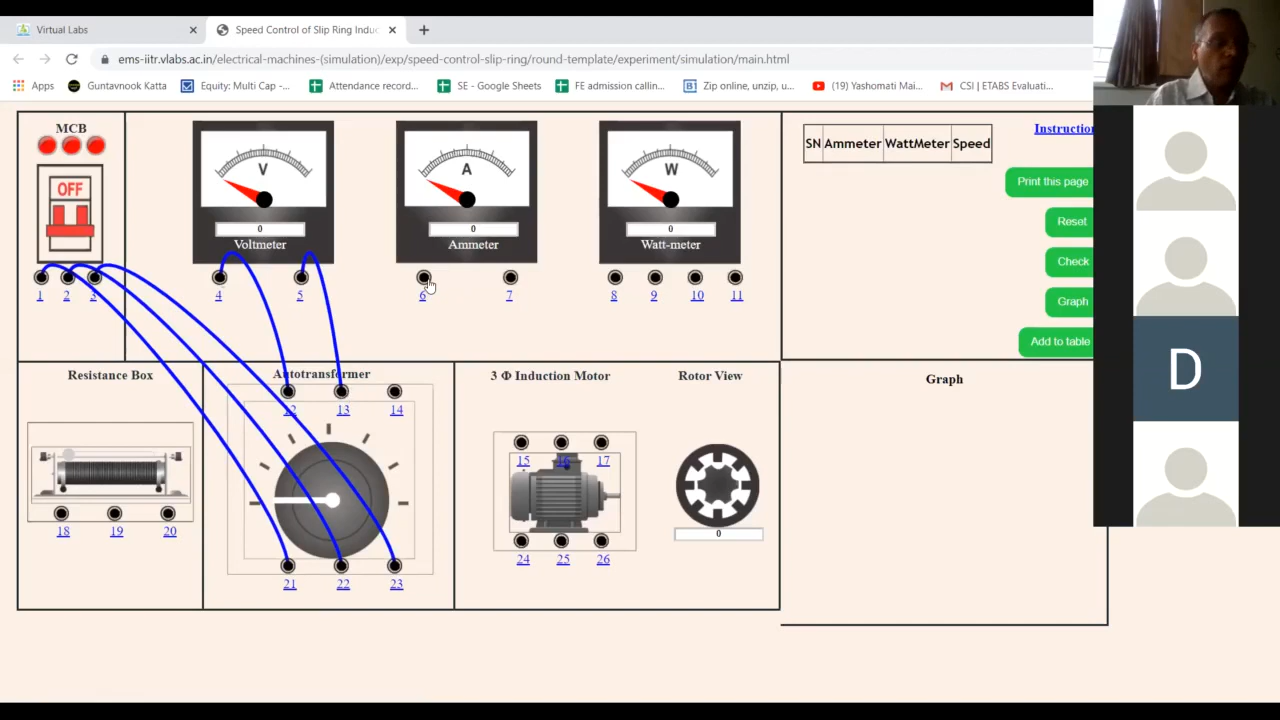 Virtual Labs
Speed Control of Slip Ring Induc
ems-iitr.vlabs.ac.in/electrical-machines-(simulation)/exp/speed-control-slip-ring/round-template/experiment/simulation/main.html
Apps Guntavnook Katta Equity: Multi Cap -... Attendance record... SE - Google Sheets FE admission callin... Zip online, unzip, u... (19) Yashomati Mai... CSI | ETABS Evaluati...
MCB
OFF
1 2 3
V
0
Voltmeter
4 5
A
0
Ammeter
6 7
W
0
Watt-meter
8 9 10 11
SN Ammeter WattMeter Speed
Instruction
Print this page
Reset
Check
Graph
Add to table
Resistance Box
18 19 20
Autotransformer
12 13 14
21 22 23
3 Φ Induction Motor
15 16 17
24 25 26
Rotor View
0
Graph
D